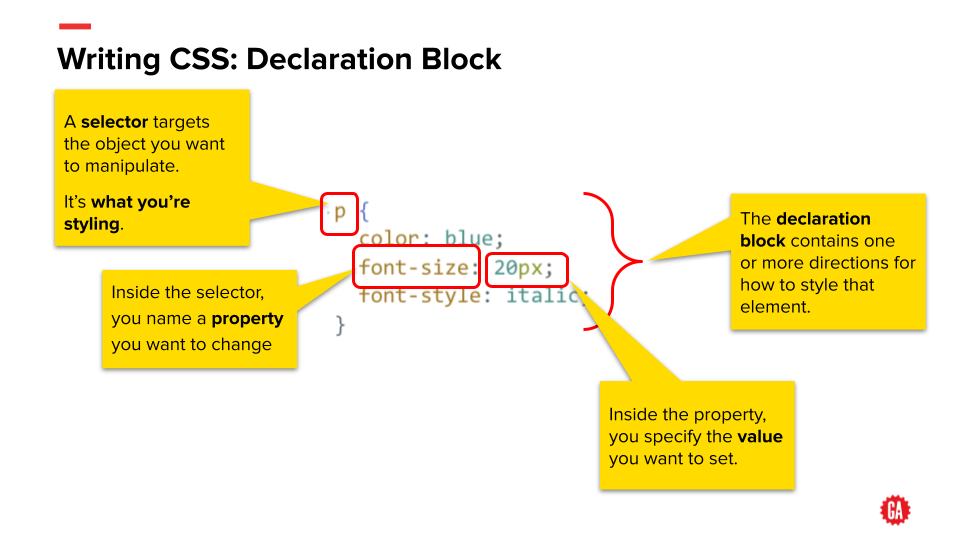 Writing CSS: Declaration Block
A selector targets
the object you want
to manipulate.
It's what you're
styling.
p {
color: blue;
font-size: 20px;
font-style: italic;
}
The declaration
block contains one
or more directions for
how to style that
element.
Inside the selector,
you name a property
you want to change
Inside the property,
you specify the value
you want to set.
GA